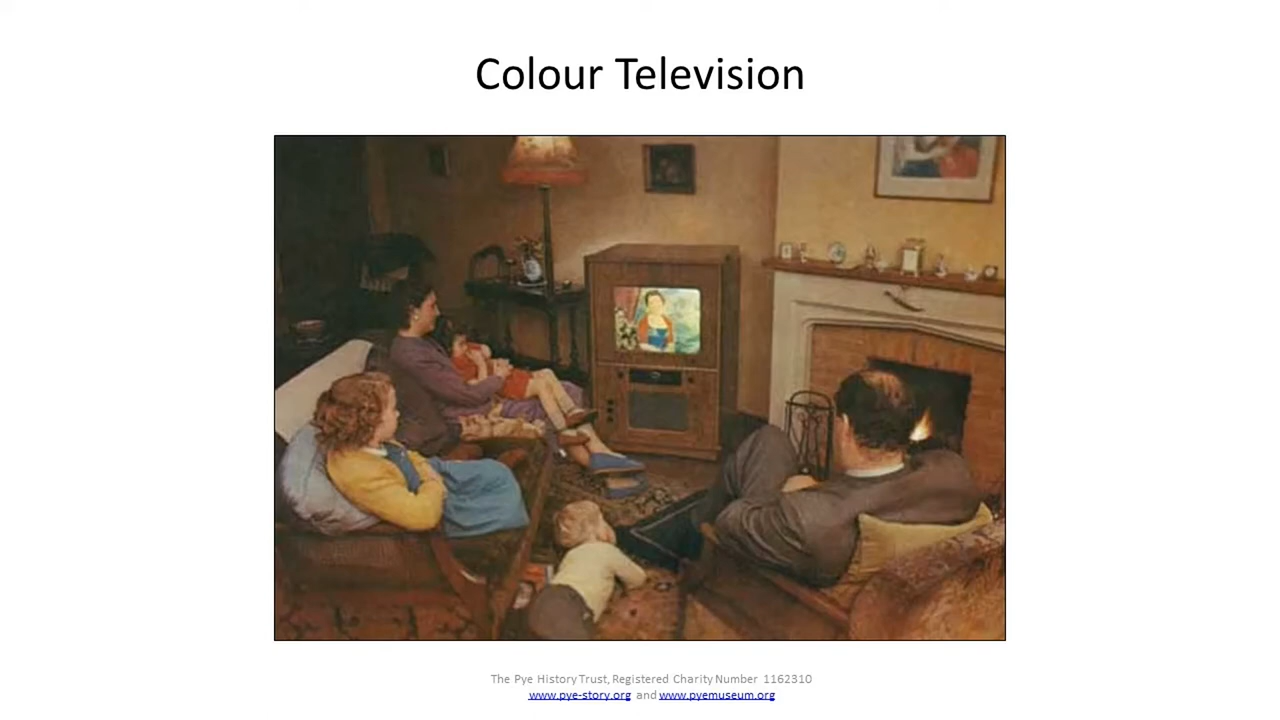 Colour Television
The Pye History Trust, Registered Charity Number 1162310
www.pye-story.org and www.pyemuseum.org